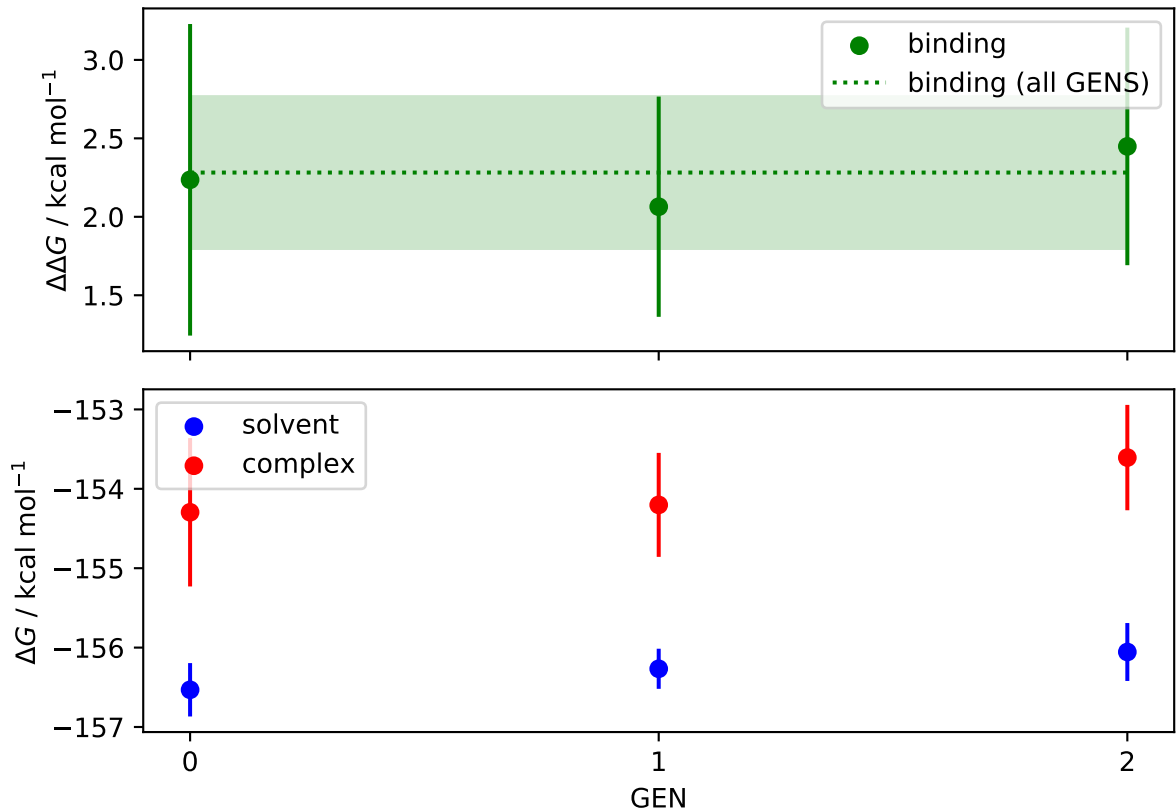 binding
binding (all GENS)
ΔΔG / kcal mol⁻¹
3.0
2.5
2.0
1.5
solvent
complex
ΔG / kcal mol⁻¹
−153
−154
−155
−156
−157
0 1 2
GEN